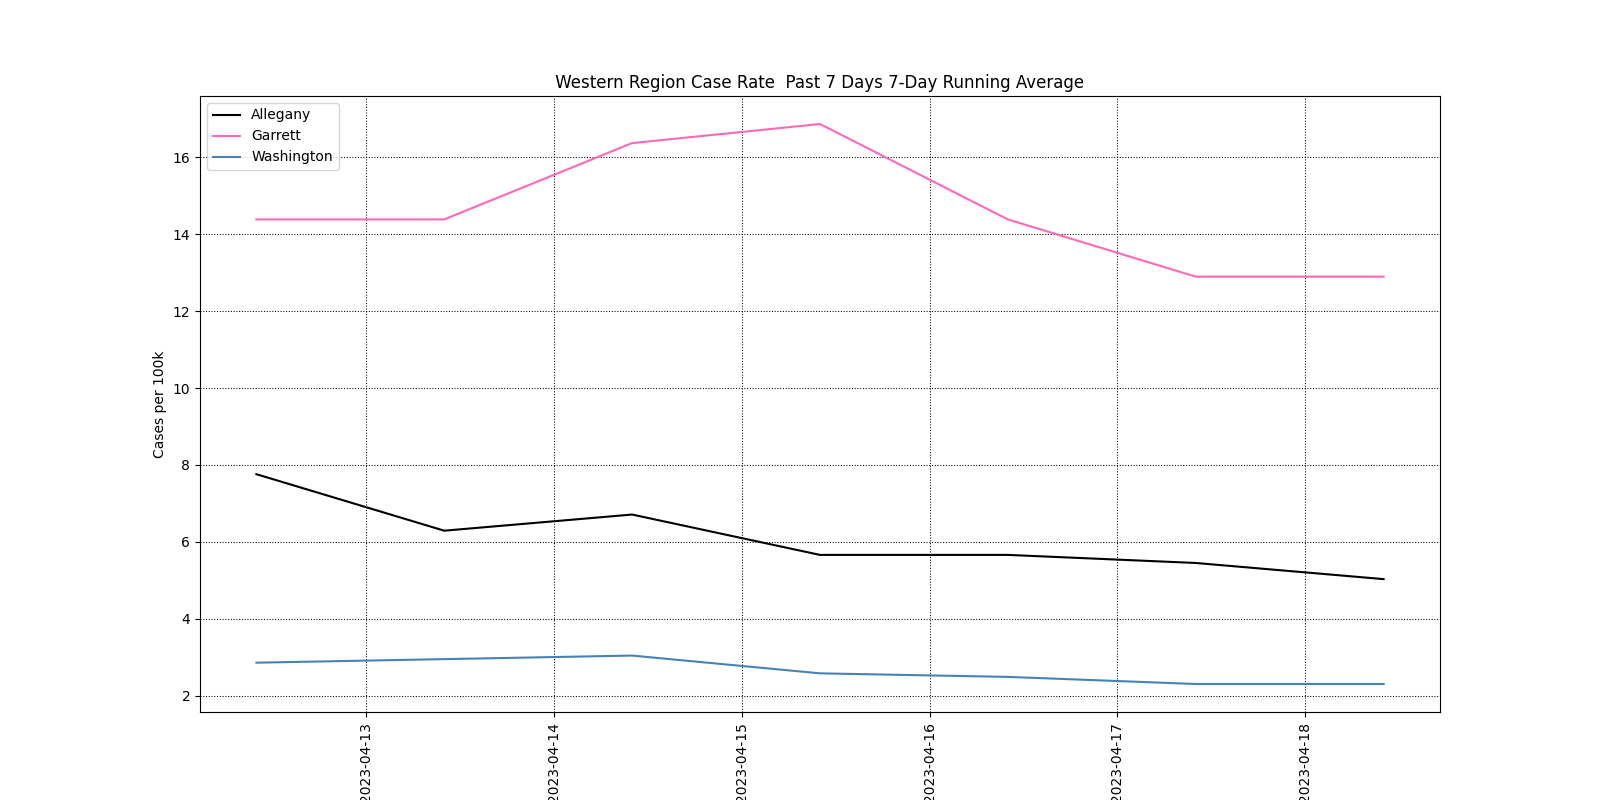 Western Region Case Rate  Past 7 Days 7-Day Running Average
Allegany
Garrett
Washington
16
14
12
10
8
6
4
2
Cases per 100k
2023-04-13
2023-04-14
2023-04-15
2023-04-16
2023-04-17
2023-04-18